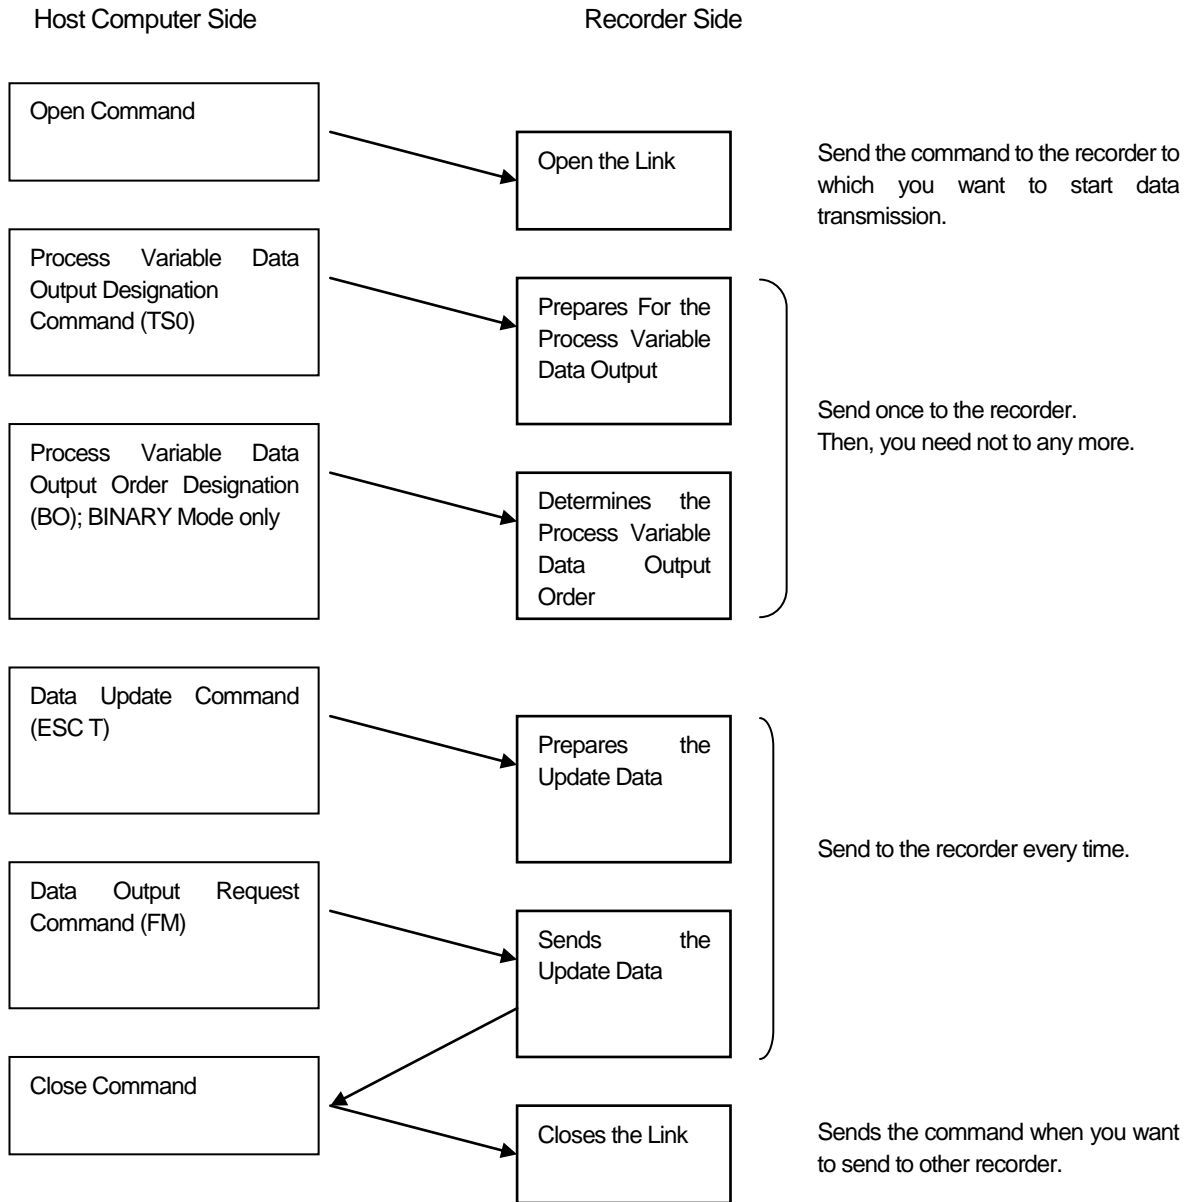 Host Computer Side
Recorder Side
Open Command
Open the Link
Send the command to the recorder to
which you want to start data
transmission.
Process Variable Data
Output Designation
Command (TS0)
Prepares For the
Process Variable
Data Output
Send once to the recorder.
Then, you need not to any more.
Process Variable Data
Output Order Designation
(BO); BINARY Mode only
Determines the
Process Variable
Data Output
Order
Data Update Command
(ESC T)
Prepares the
Update Data
Send to the recorder every time.
Data Output Request
Command (FM)
Sends the
Update Data
Close Command
Closes the Link
Sends the command when you want
to send to other recorder.